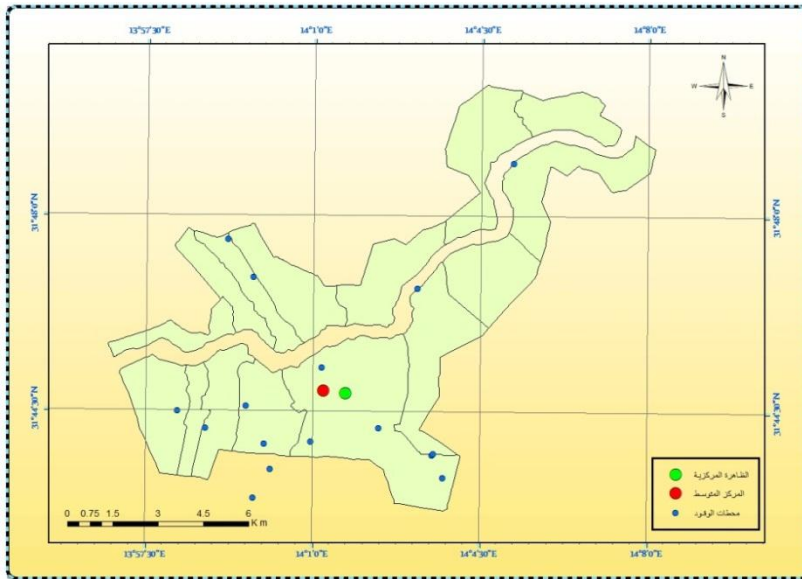 13°57'30"E 14°1'0"E 14°4'30"E 14°8'0"E
N
W E
S
31°48'0"N 31°48'0"N
31°44'30"N 31°44'30"N
الظاهرة المركزية
المركز المتوسط
محطات الوقود
0 0.75 1.5 3 4.5 6
Km
13°57'30"E 14°1'0"E 14°4'30"E 14°8'0"E